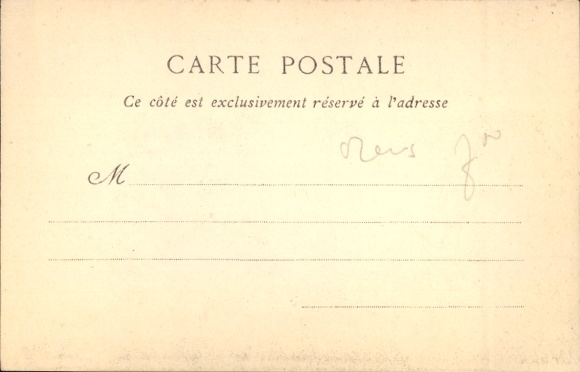 CARTE POSTALE
Ce côté est exclusivement réservé à l'adresse
M